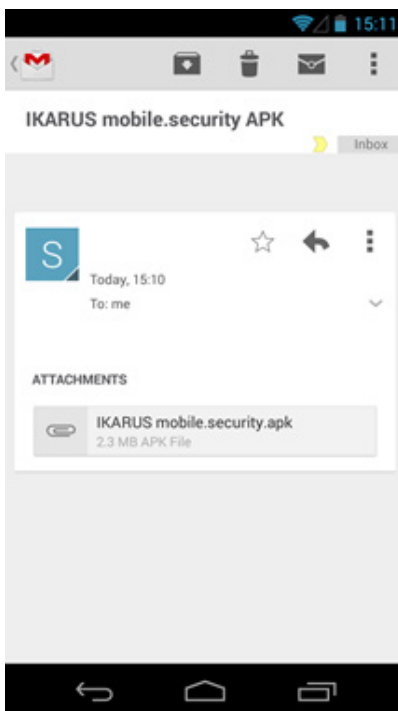 15:11
IKARUS mobile.security APK
Inbox
S
Today, 15:10
To: me
ATTACHMENTS
IKARUS mobile.security.apk
2.3 MB APK File